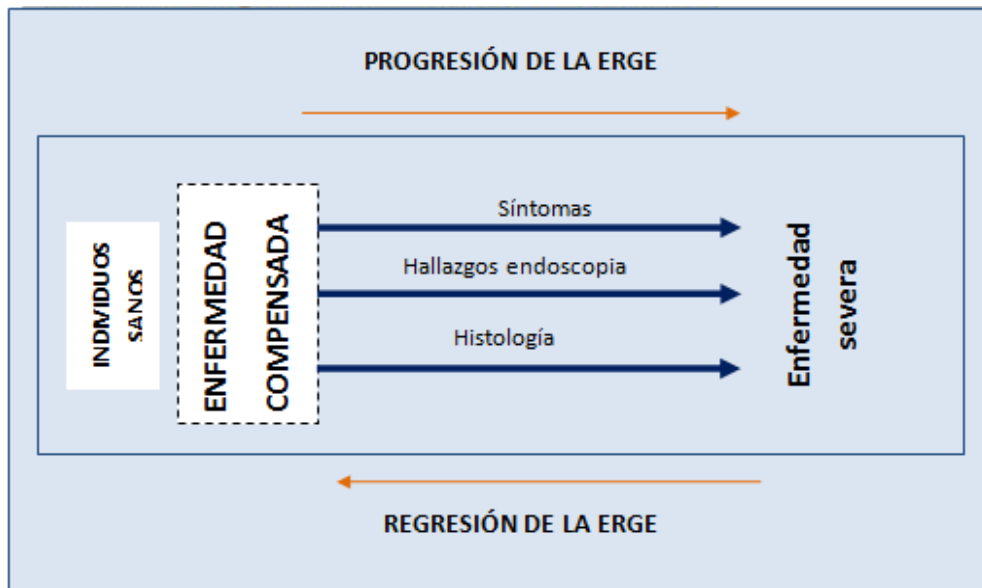 PROGRESIÓN DE LA ERGE
INDIVIDUOS
SANOS
ENFERMEDAD
COMPENSADA
Síntomas
Hallazgos endoscopia
Histología
Enfermedad
severa
REGRESIÓN DE LA ERGE